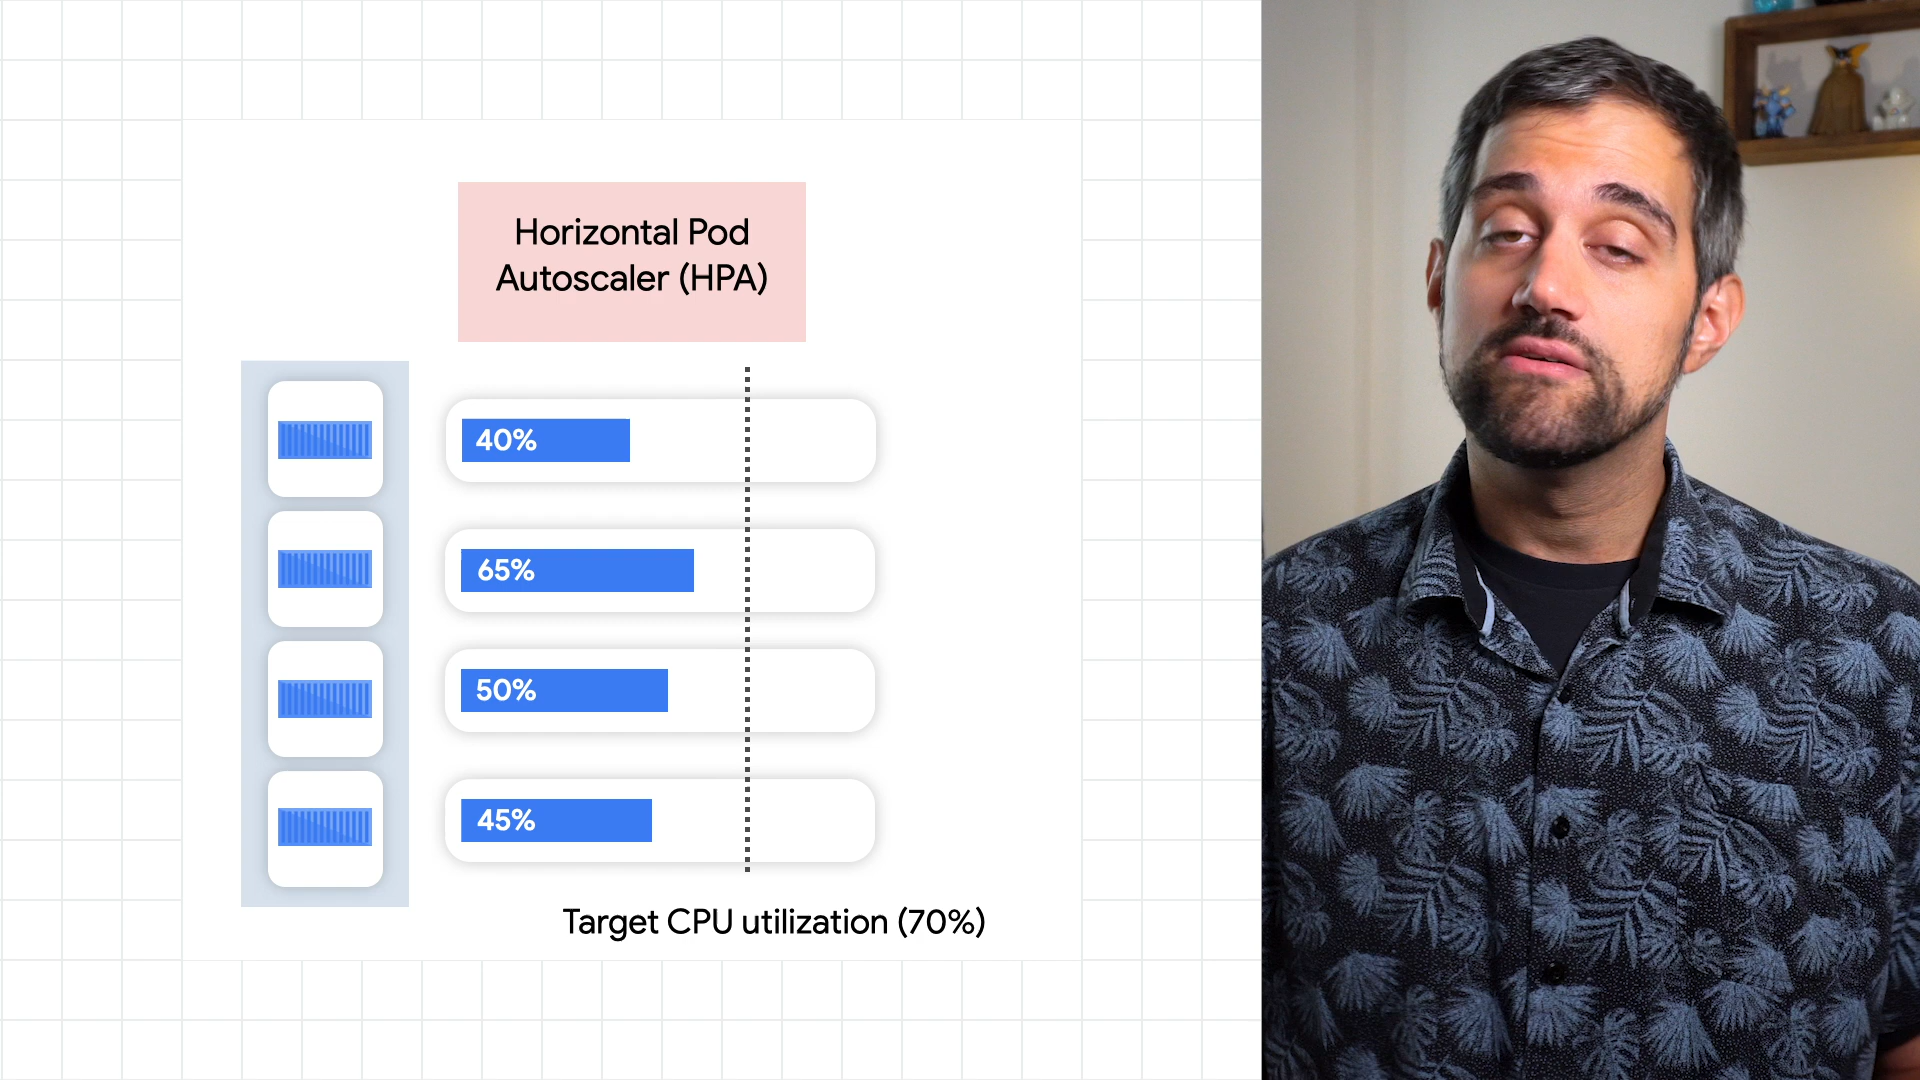 Horizontal Pod
Autoscaler (HPA)
40%
65%
50%
45%
Target CPU utilization (70%)